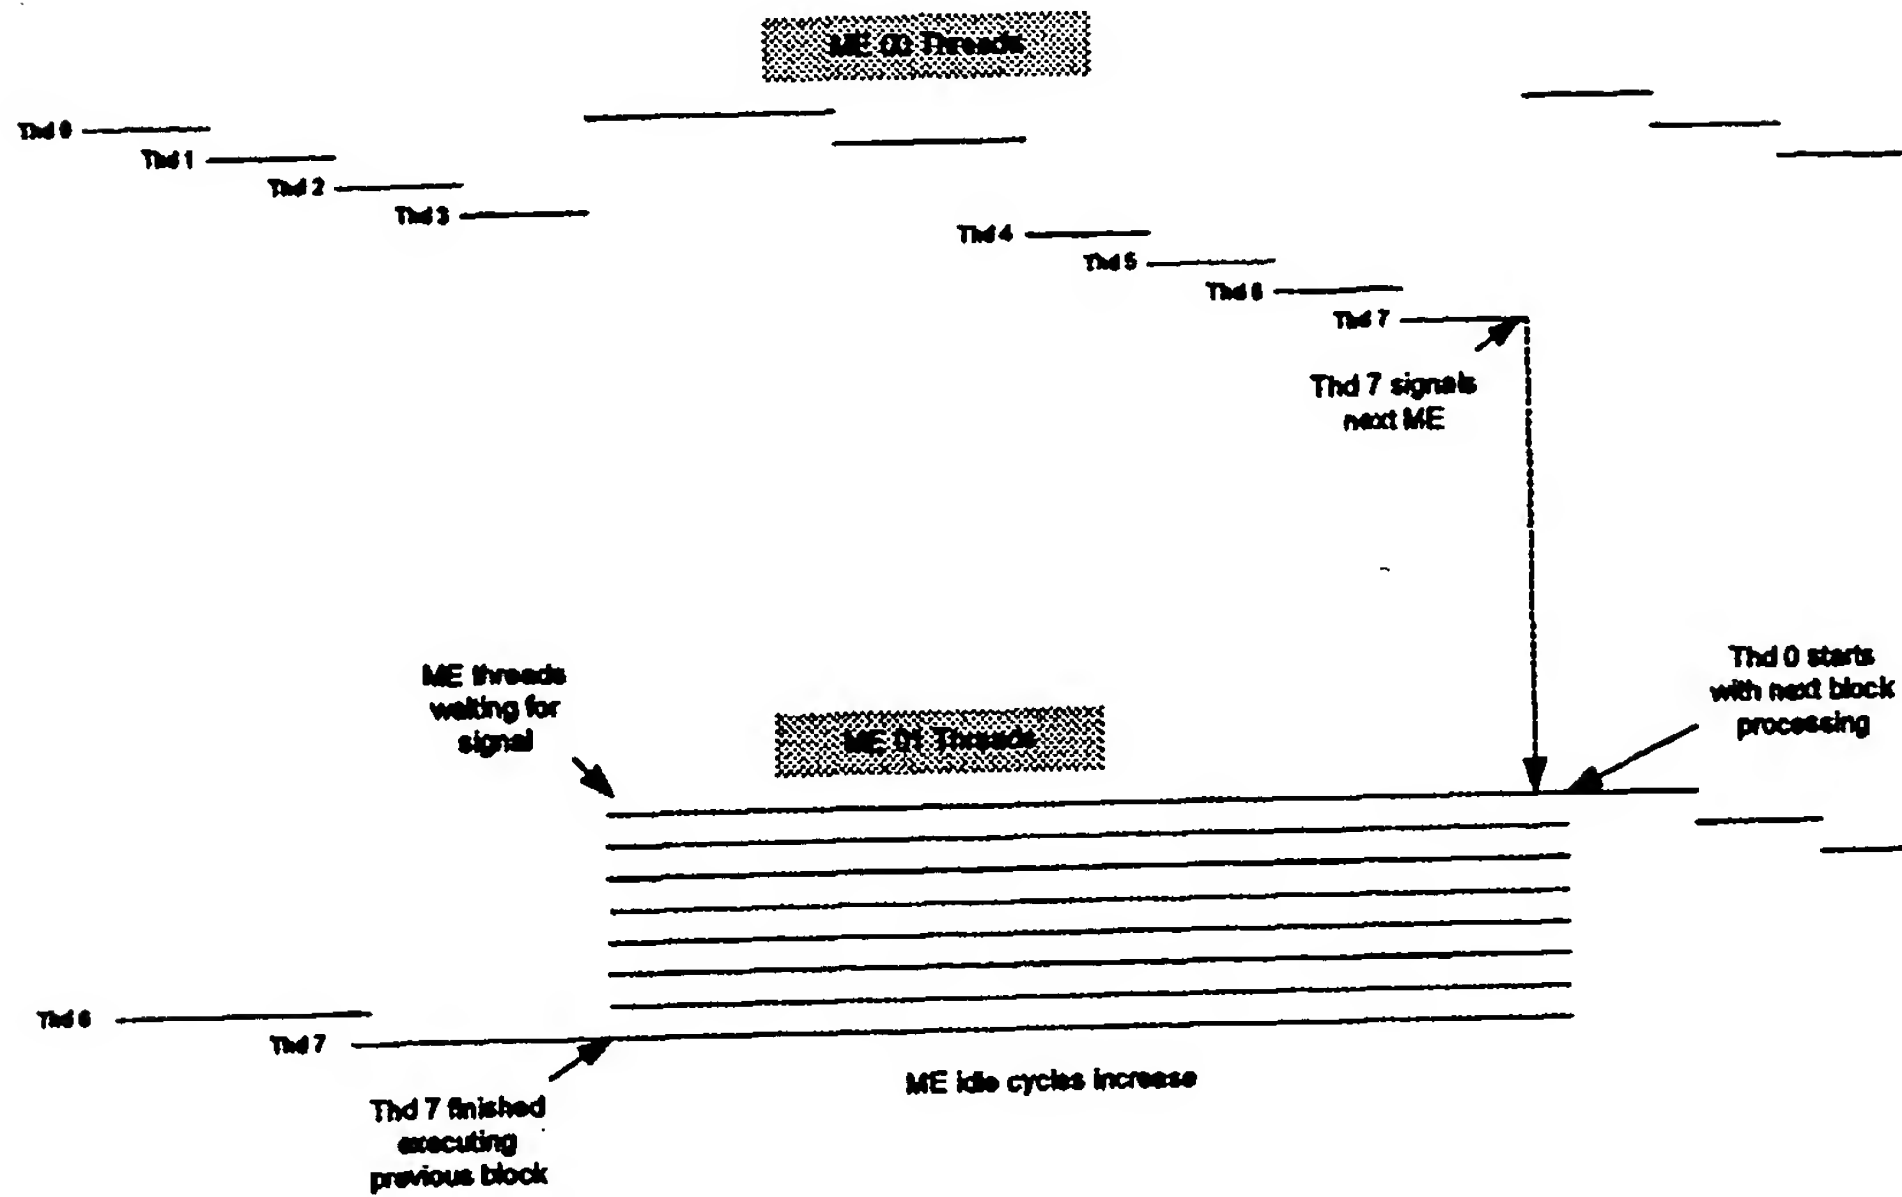 ME 00 Threads
Thd 0
Thd 1
Thd 2
Thd 3
Thd 4
Thd 5
Thd 6
Thd 7
Thd 7 signals
next ME
ME threads
waiting for
signal
ME 01 Threads
Thd 0 starts
with next block
processing
Thd 6
Thd 7
Thd 7 finished
executing
previous block
ME idle cycles increase